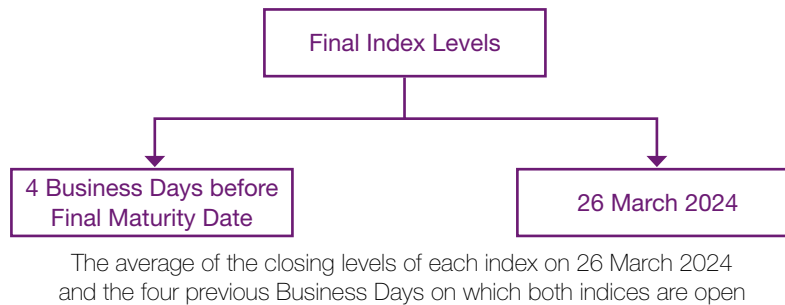 Final Index Levels
4 Business Days before
Final Maturity Date
26 March 2024
The average of the closing levels of each index on 26 March 2024
and the four previous Business Days on which both indices are open